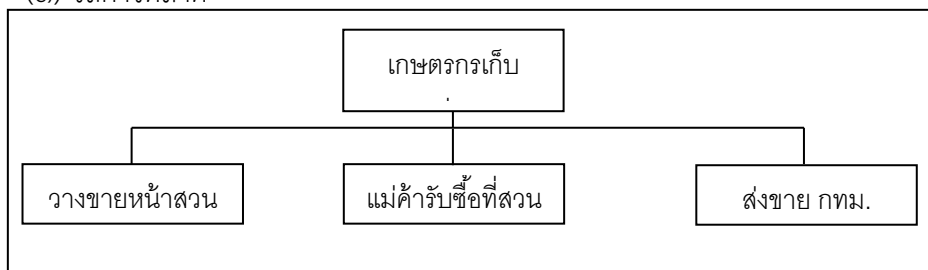 เกษตรกรเก็บ
วางขายหน้าสวน
แม่ค้ารับซื้อที่สวน
ส่งขาย กทม.